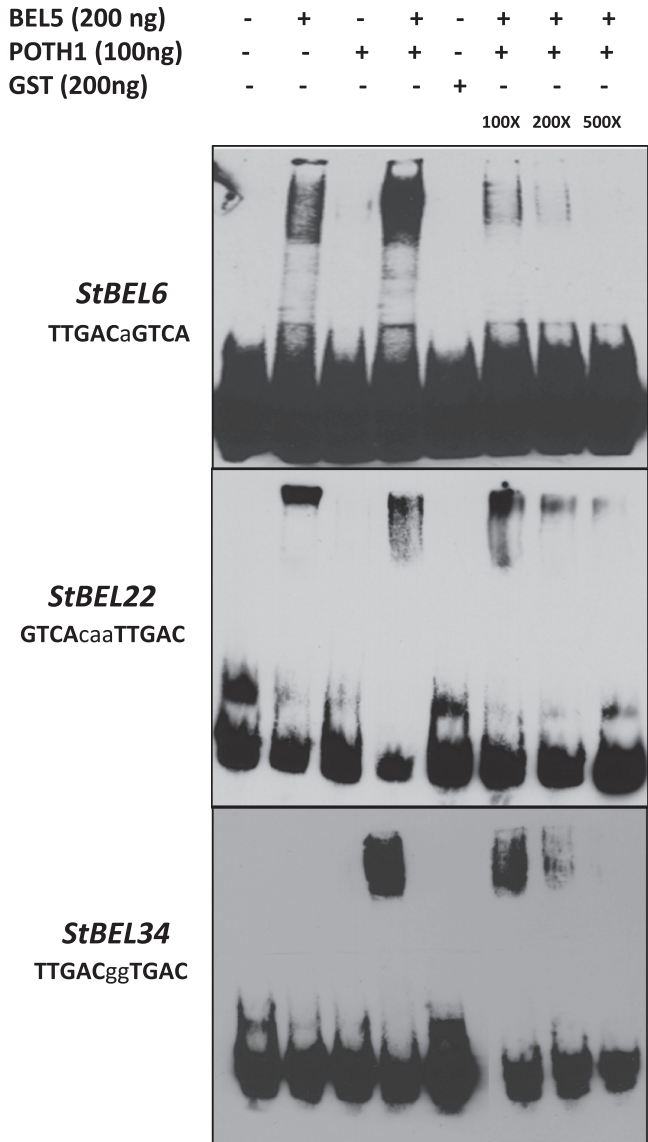 BEL5 (200 ng) - + - + - + + +
POTH1 (100ng) - - + + - + + +
GST (200ng) - - - - + - - -
100X 200X 500X
StBEL6
TTGACaGTCA
StBEL22
GTCAcaaTTGAC
StBEL34
TTGACggTGAC